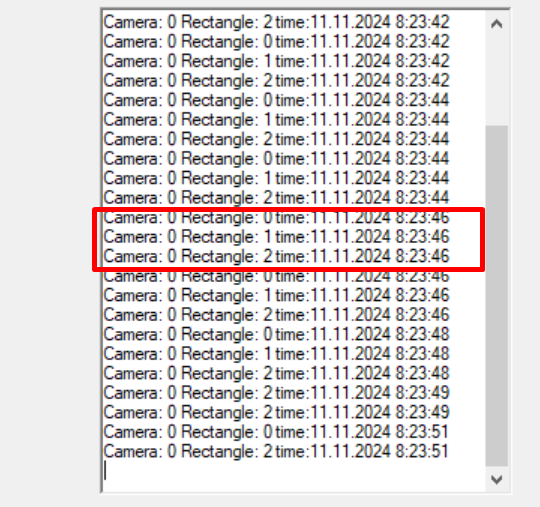 Camera: 0 Rectangle: 2 time:11.11.2024 8:23:42
Camera: 0 Rectangle: 0 time:11.11.2024 8:23:42
Camera: 0 Rectangle: 1 time:11.11.2024 8:23:42
Camera: 0 Rectangle: 2 time:11.11.2024 8:23:42
Camera: 0 Rectangle: 0 time:11.11.2024 8:23:44
Camera: 0 Rectangle: 1 time:11.11.2024 8:23:44
Camera: 0 Rectangle: 2 time:11.11.2024 8:23:44
Camera: 0 Rectangle: 0 time:11.11.2024 8:23:44
Camera: 0 Rectangle: 1 time:11.11.2024 8:23:44
Camera: 0 Rectangle: 2 time:11.11.2024 8:23:44
Camera: 0 Rectangle: 0 time:11.11.2024 8:23:46
Camera: 0 Rectangle: 1 time:11.11.2024 8:23:46
Camera: 0 Rectangle: 2 time:11.11.2024 8:23:46
Camera: 0 Rectangle: 0 time:11.11.2024 8:23:46
Camera: 0 Rectangle: 1 time:11.11.2024 8:23:46
Camera: 0 Rectangle: 2 time:11.11.2024 8:23:46
Camera: 0 Rectangle: 0 time:11.11.2024 8:23:48
Camera: 0 Rectangle: 1 time:11.11.2024 8:23:48
Camera: 0 Rectangle: 2 time:11.11.2024 8:23:48
Camera: 0 Rectangle: 2 time:11.11.2024 8:23:49
Camera: 0 Rectangle: 2 time:11.11.2024 8:23:49
Camera: 0 Rectangle: 0 time:11.11.2024 8:23:51
Camera: 0 Rectangle: 2 time:11.11.2024 8:23:51